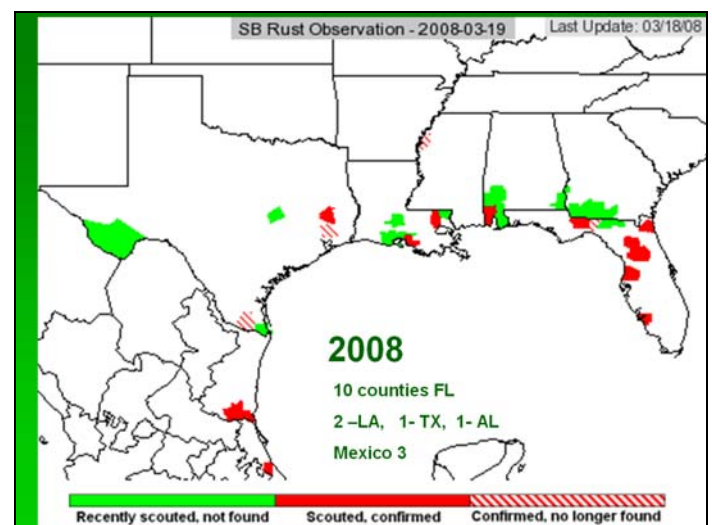 SB Rust Observation - 2008-03-19 Last Update: 03/18/08
2008
10 counties FL
2 –LA, 1- TX, 1- AL
Mexico 3
Recently scouted, not found Scouted, confirmed Confirmed, no longer found